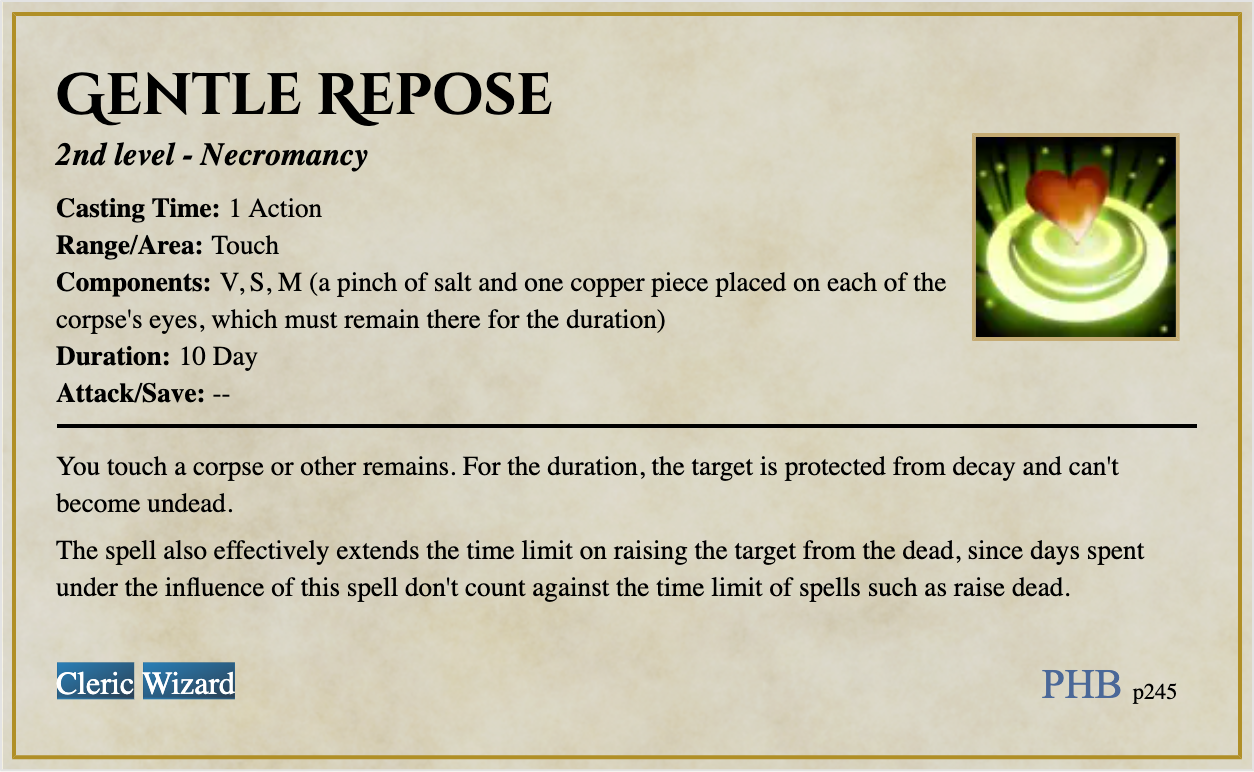 Gentle Repose
2nd level - Necromancy
Casting Time: 1 Action
Range/Area: Touch
Components: V, S, M (a pinch of salt and one copper piece placed on each of the
corpse's eyes, which must remain there for the duration)
Duration: 10 Day
Attack/Save: --
You touch a corpse or other remains. For the duration, the target is protected from decay and can't
become undead.
The spell also effectively extends the time limit on raising the target from the dead, since days spent
under the influence of this spell don't count against the time limit of spells such as raise dead.
Cleric Wizard
PHB p245